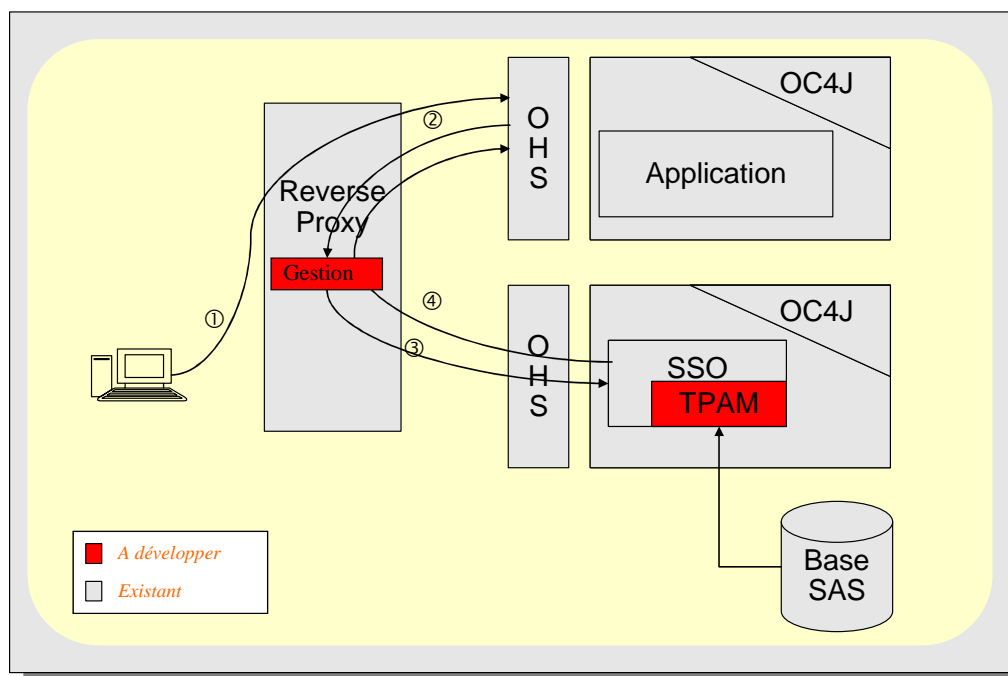 OC4J
O
H
S
②
Application
Reverse
Proxy
Gestion
①
④
③
O
H
S
OC4J
SSO
TPAM
A développer
Existant
Base
SAS